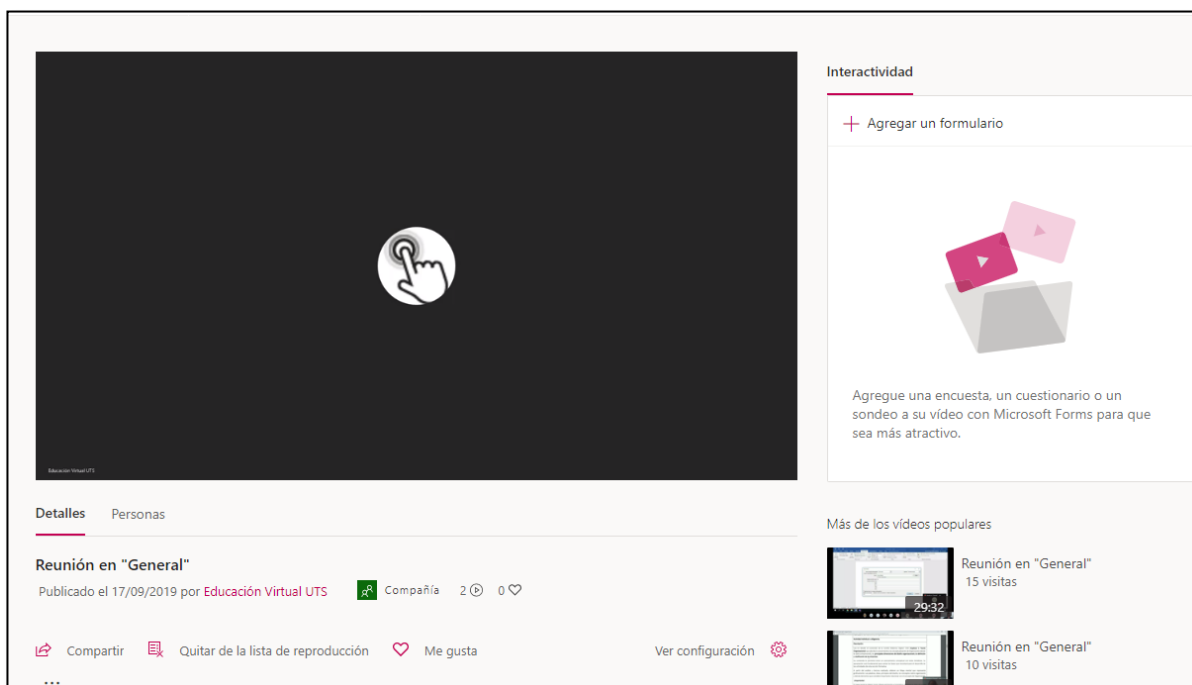 Interactividad
Agregar un formulario
Agregue una encuesta, un cuestionario o un
sondeo a su vídeo con Microsoft Forms para que
sea más atractivo.
Educación Virtual UTS
Detalles Personas
Reunión en "General"
Publicado el 17/09/2019 por Educación Virtual UTS Compañía 2 0
Compartir Quitar de la lista de reproducción Me gusta Ver configuración
...
Más de los vídeos populares
Reunión en "General"
15 visitas
29:32
Reunión en "General"
10 visitas